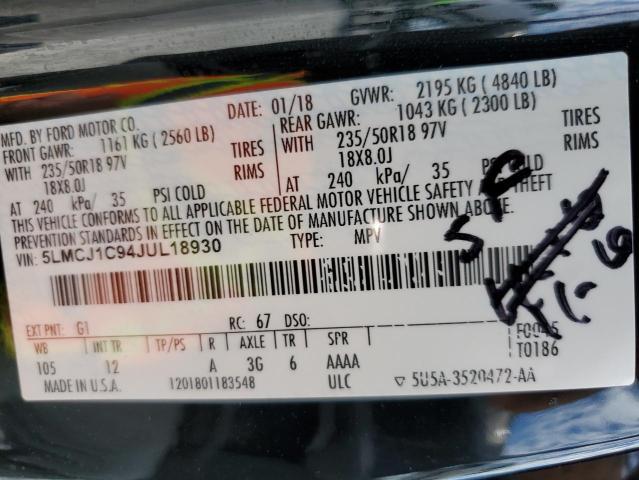 MFD. BY FORD MOTOR CO.
DATE: 01/18
GVWR: 2195 KG ( 4840 LB)
FRONT GAWR: 1161 KG ( 2560 LB)
REAR GAWR: 1043 KG ( 2300 LB)
WITH 235/50R18 97V TIRES
WITH 235/50R18 97V TIRES
18X8.0J RIMS
18X8.0J RIMS
AT 240 kPa/ 35 PSI COLD
AT 240 kPa/ 35 PSI COLD
THIS VEHICLE CONFORMS TO ALL APPLICABLE FEDERAL MOTOR VEHICLE SAFETY THEFT
PREVENTION STANDARDS IN EFFECT ON THE DATE OF MANUFACTURE SHOWN ABOVE.
VIN: 5LMCJ1C94JUL18930 TYPE: MPV
S F
11-6
EXT PNT: G1 RC: 67 DSO:
WB INT TR TP/PS R AXLE TR SPR
105 12 A 3G 6 AAAA
T0186
MADE IN U.S.A. 1201801183548 ULC ▽ 5U5A-3520472-AA